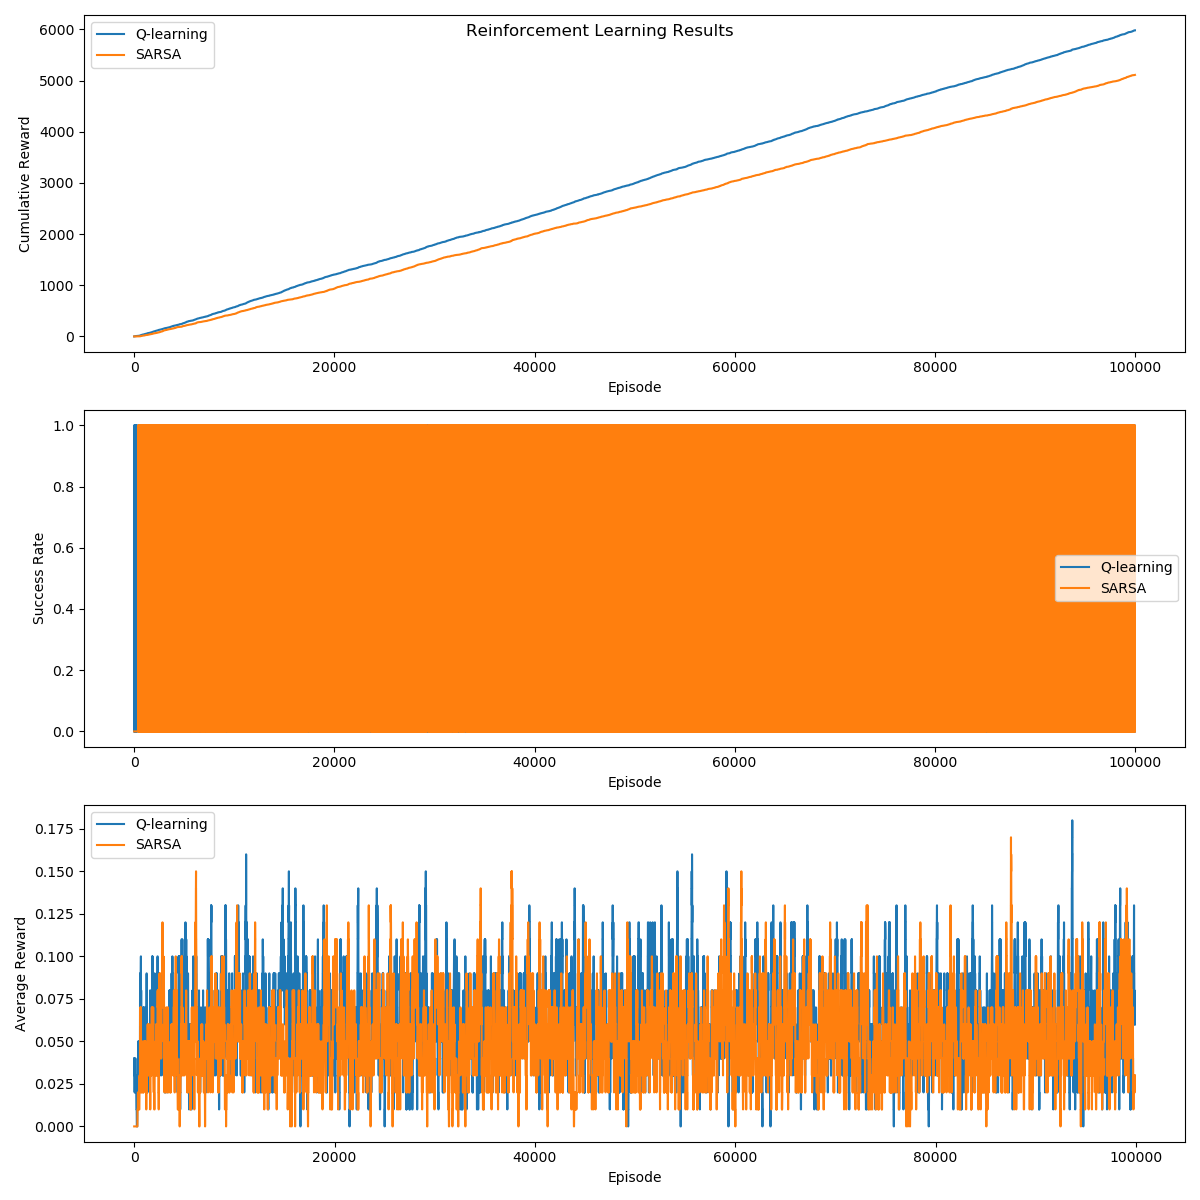 Reinforcement Learning Results
Q-learning
SARSA
6000
5000
4000
3000
2000
1000
0
Cumulative Reward
0 20000 40000 60000 80000 100000
Episode
1.0
0.8
0.6
0.4
0.2
0.0
Success Rate
Q-learning
SARSA
0 20000 40000 60000 80000 100000
Episode
Q-learning
SARSA
0.175
0.150
0.125
0.100
0.075
0.050
0.025
0.000
Average Reward
0 20000 40000 60000 80000 100000
Episode